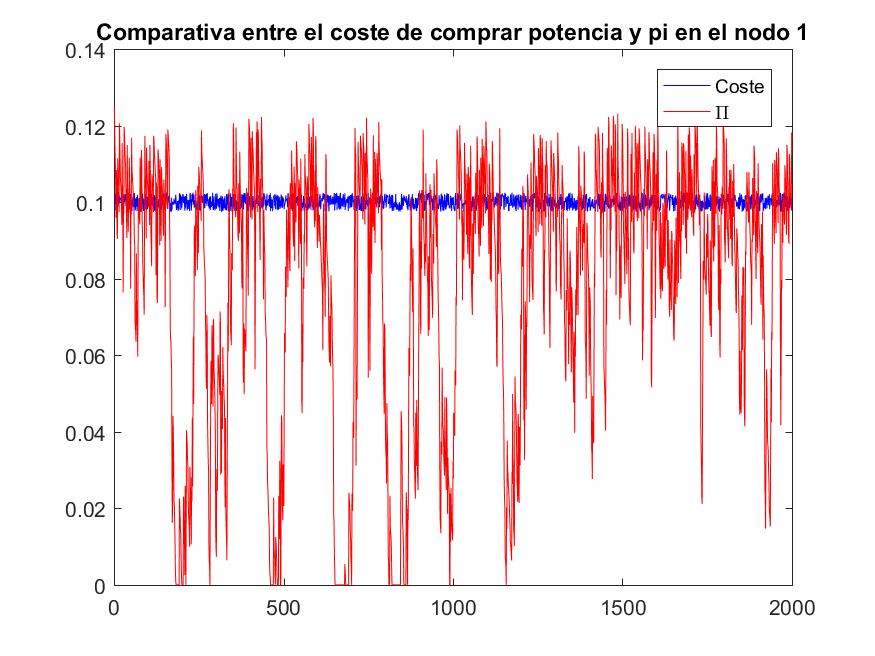 Comparativa entre el coste de comprar potencia y pi en el nodo 1
0.14
0.12
0.1
0.08
0.06
0.04
0.02
0
0 500 1000 1500 2000
Coste
Π